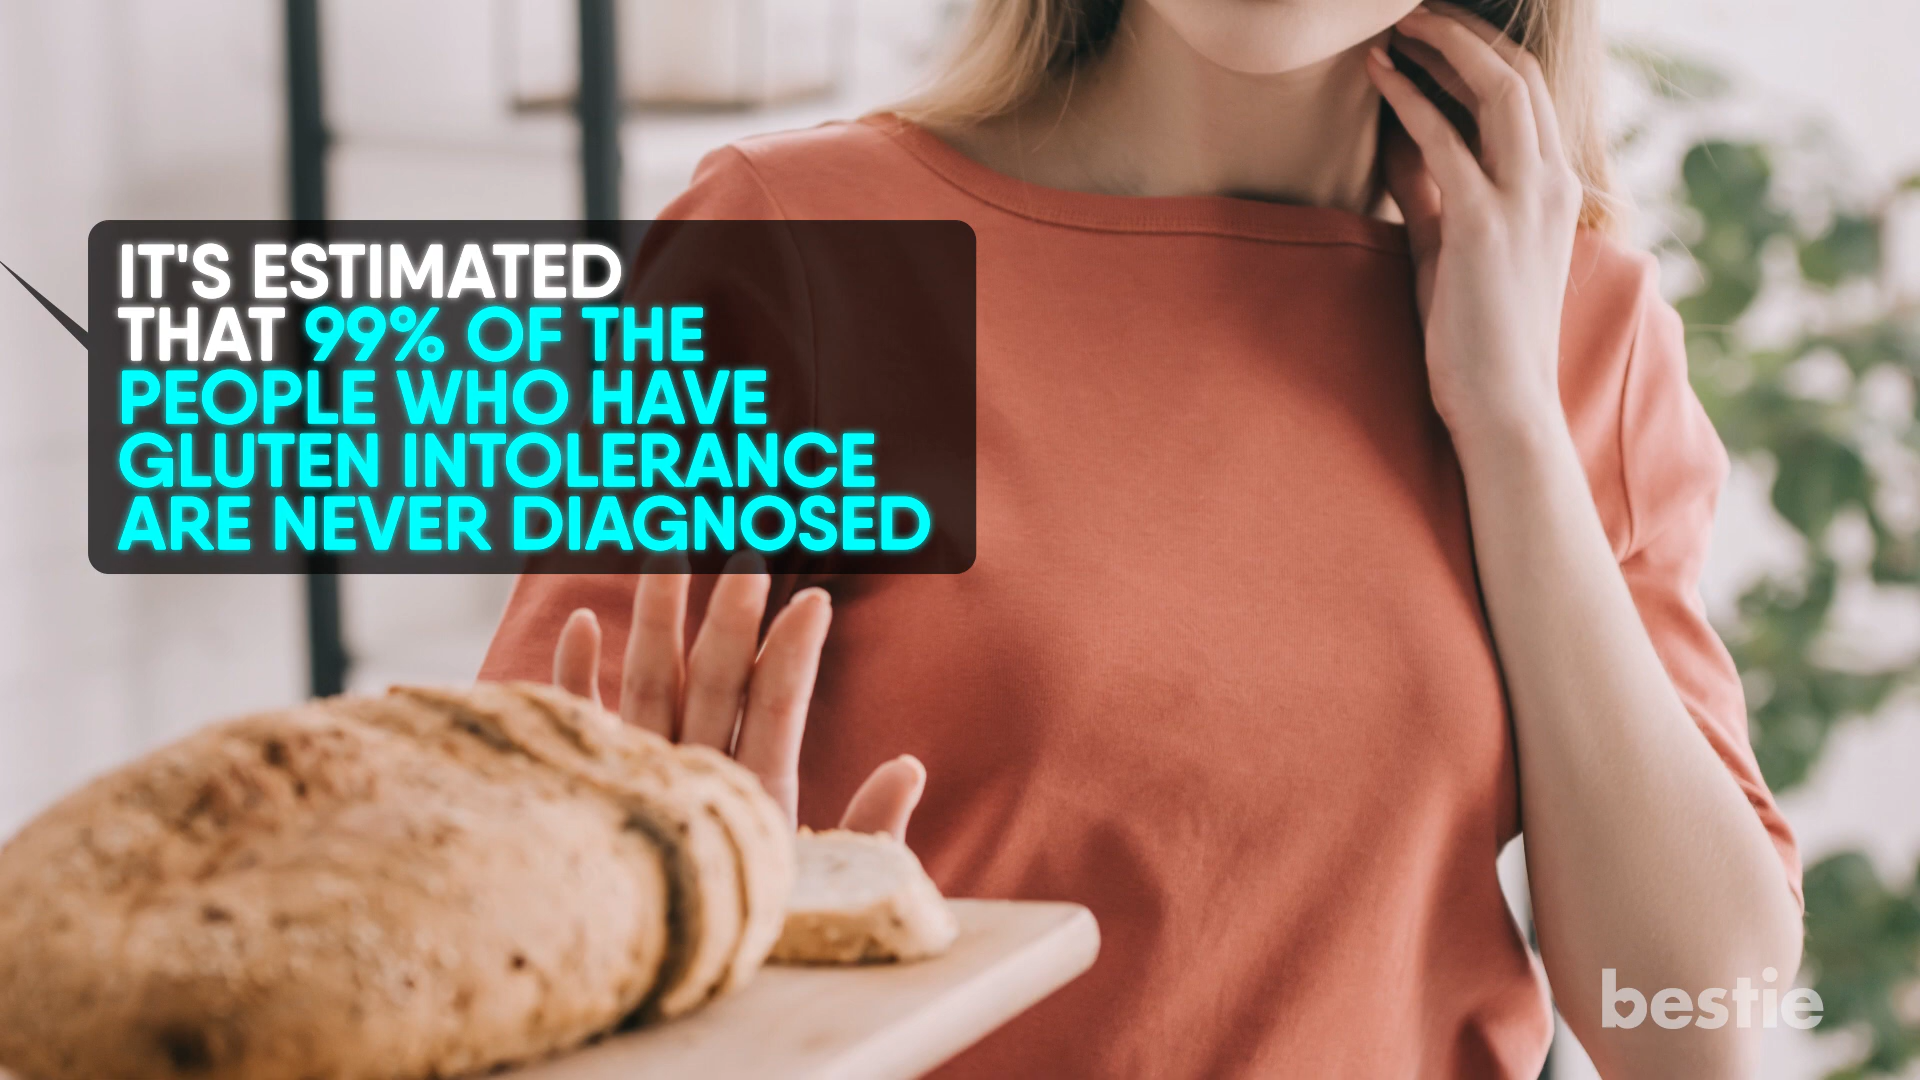 IT'S ESTIMATED
THAT 99% OF THE
PEOPLE WHO HAVE
GLUTEN INTOLERANCE
ARE NEVER DIAGNOSED
bestie